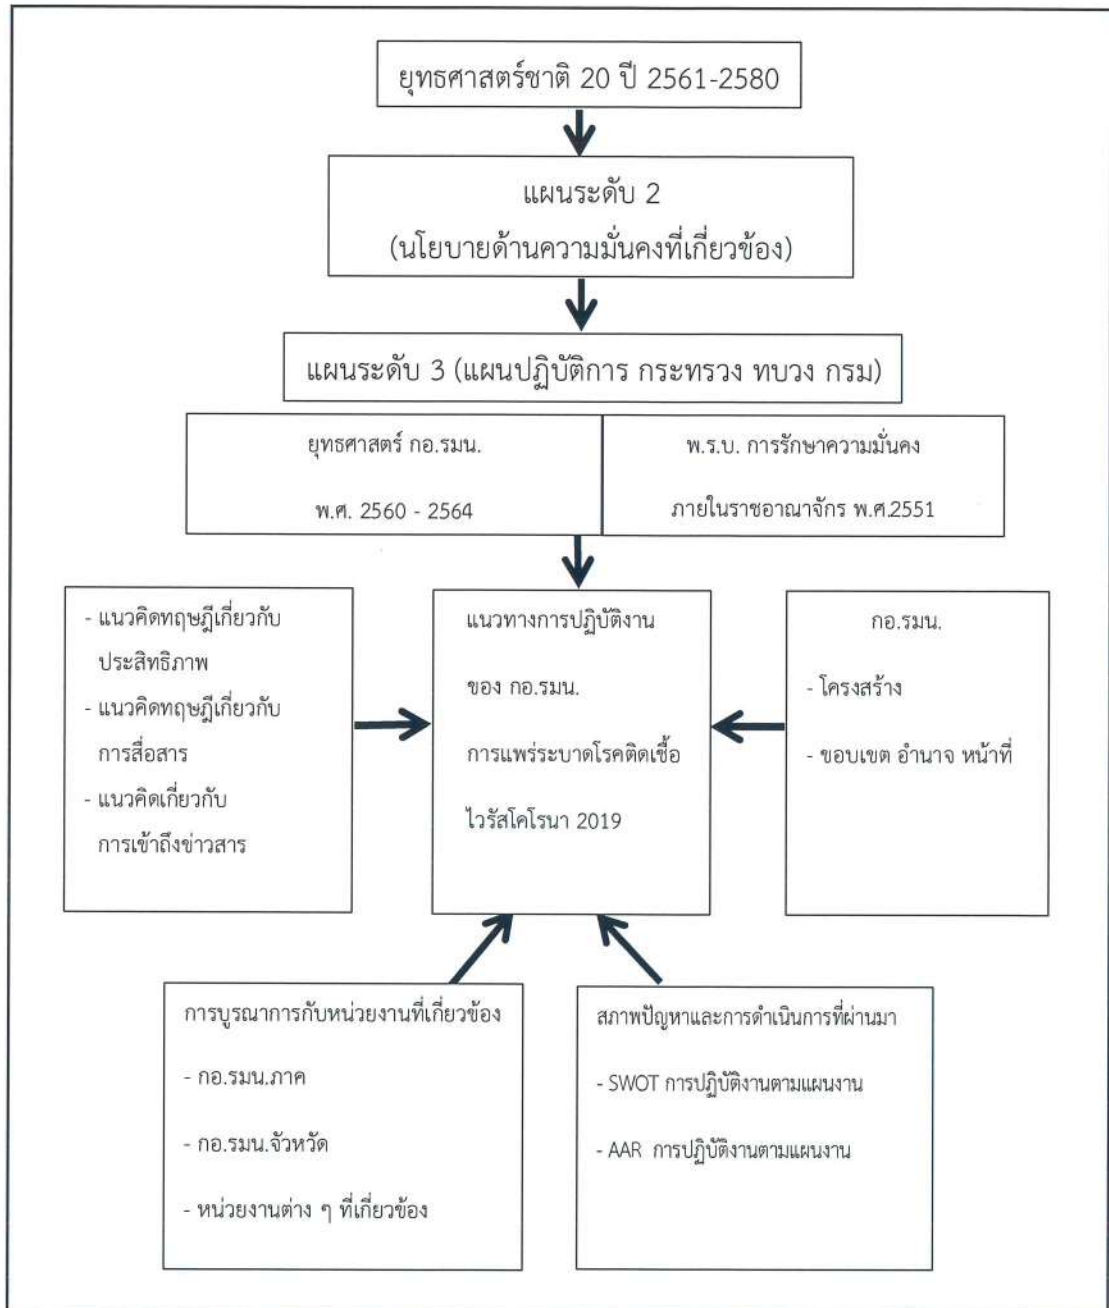 ยุทธศาสตร์ชาติ 20 ปี 2561-2580
แผนระดับ 2
(นโยบายด้านความมั่นคงที่เกี่ยวข้อง)
แผนระดับ 3 (แผนปฏิบัติการ กระทรวง ทบวง กรม)
ยุทธศาสตร์ กอ.รมน.
พ.ศ. 2560 - 2564
พ.ร.บ. การรักษาความมั่นคง
ภายในราชอาณาจักร พ.ศ.2551
- แนวคิดทฤษฎีเกี่ยวกับ
ประสิทธิภาพ
- แนวคิดทฤษฎีเกี่ยวกับ
การสื่อสาร
- แนวคิดเกี่ยวกับ
การเข้าถึงข่าวสาร
แนวทางการปฏิบัติงาน
ของ กอ.รมน.
การแพร่ระบาดโรคติดเชื้อ
ไวรัสโคโรนา 2019
กอ.รมน.
- โครงสร้าง
- ขอบเขต อำนาจ หน้าที่
การบูรณาการกับหน่วยงานที่เกี่ยวข้อง
- กอ.รมน.ภาค
- กอ.รมน.จัวหวัด
- หน่วยงานต่าง ๆ ที่เกี่ยวข้อง
สภาพปัญหาและการดำเนินการที่ผ่านมา
- SWOT การปฏิบัติงานตามแผนงาน
- AAR การปฏิบัติงานตามแผนงาน